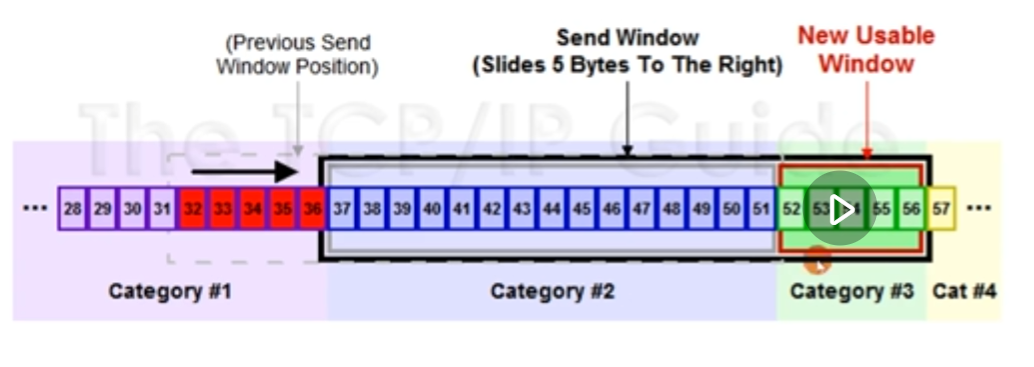 (Previous Send
Window Position)
Send Window
(Slides 5 Bytes To The Right)
New Usable
Window
The TCP/IP Guide
... 28 29 30 31 32 33 34 35 36 37 38 39 40 41 42 43 44 45 46 47 48 49 50 51 52 53 55 56 57 ...
Category #1 Category #2 Category #3 Cat #4